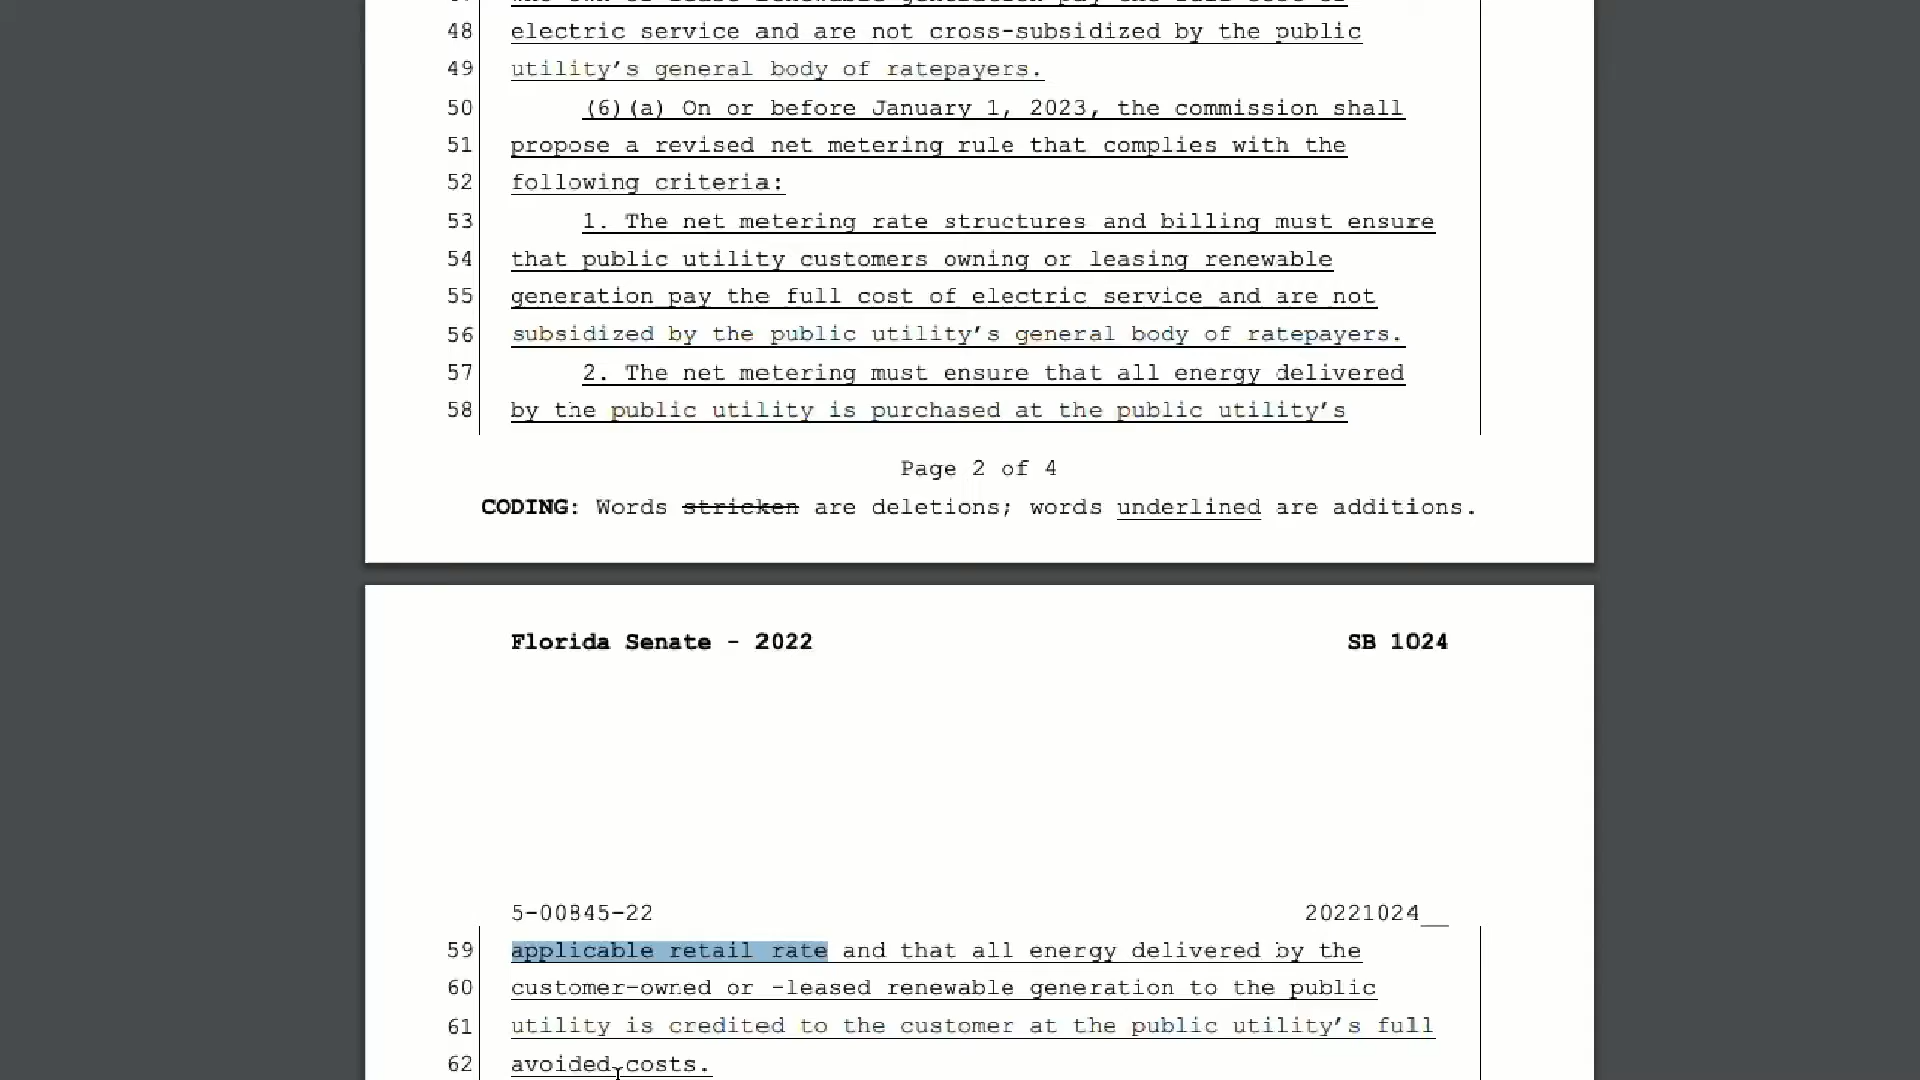 48 electric service and are not cross-subsidized by the public
49 utility's general body of ratepayers.
50 (6)(a) On or before January 1, 2023, the commission shall
51 propose a revised net metering rule that complies with the
52 following criteria:
53 1. The net metering rate structures and billing must ensure
54 that public utility customers owning or leasing renewable
55 generation pay the full cost of electric service and are not
56 subsidized by the public utility's general body of ratepayers.
57 2. The net metering must ensure that all energy delivered
58 by the public utility is purchased at the public utility's
Page 2 of 4
CODING: Words stricken are deletions; words underlined are additions.
Florida Senate - 2022 SB 1024
5-00845-22 20221024__
59 applicable retail rate and that all energy delivered by the
60 customer-owned or -leased renewable generation to the public
61 utility is credited to the customer at the public utility's full
62 avoided costs.